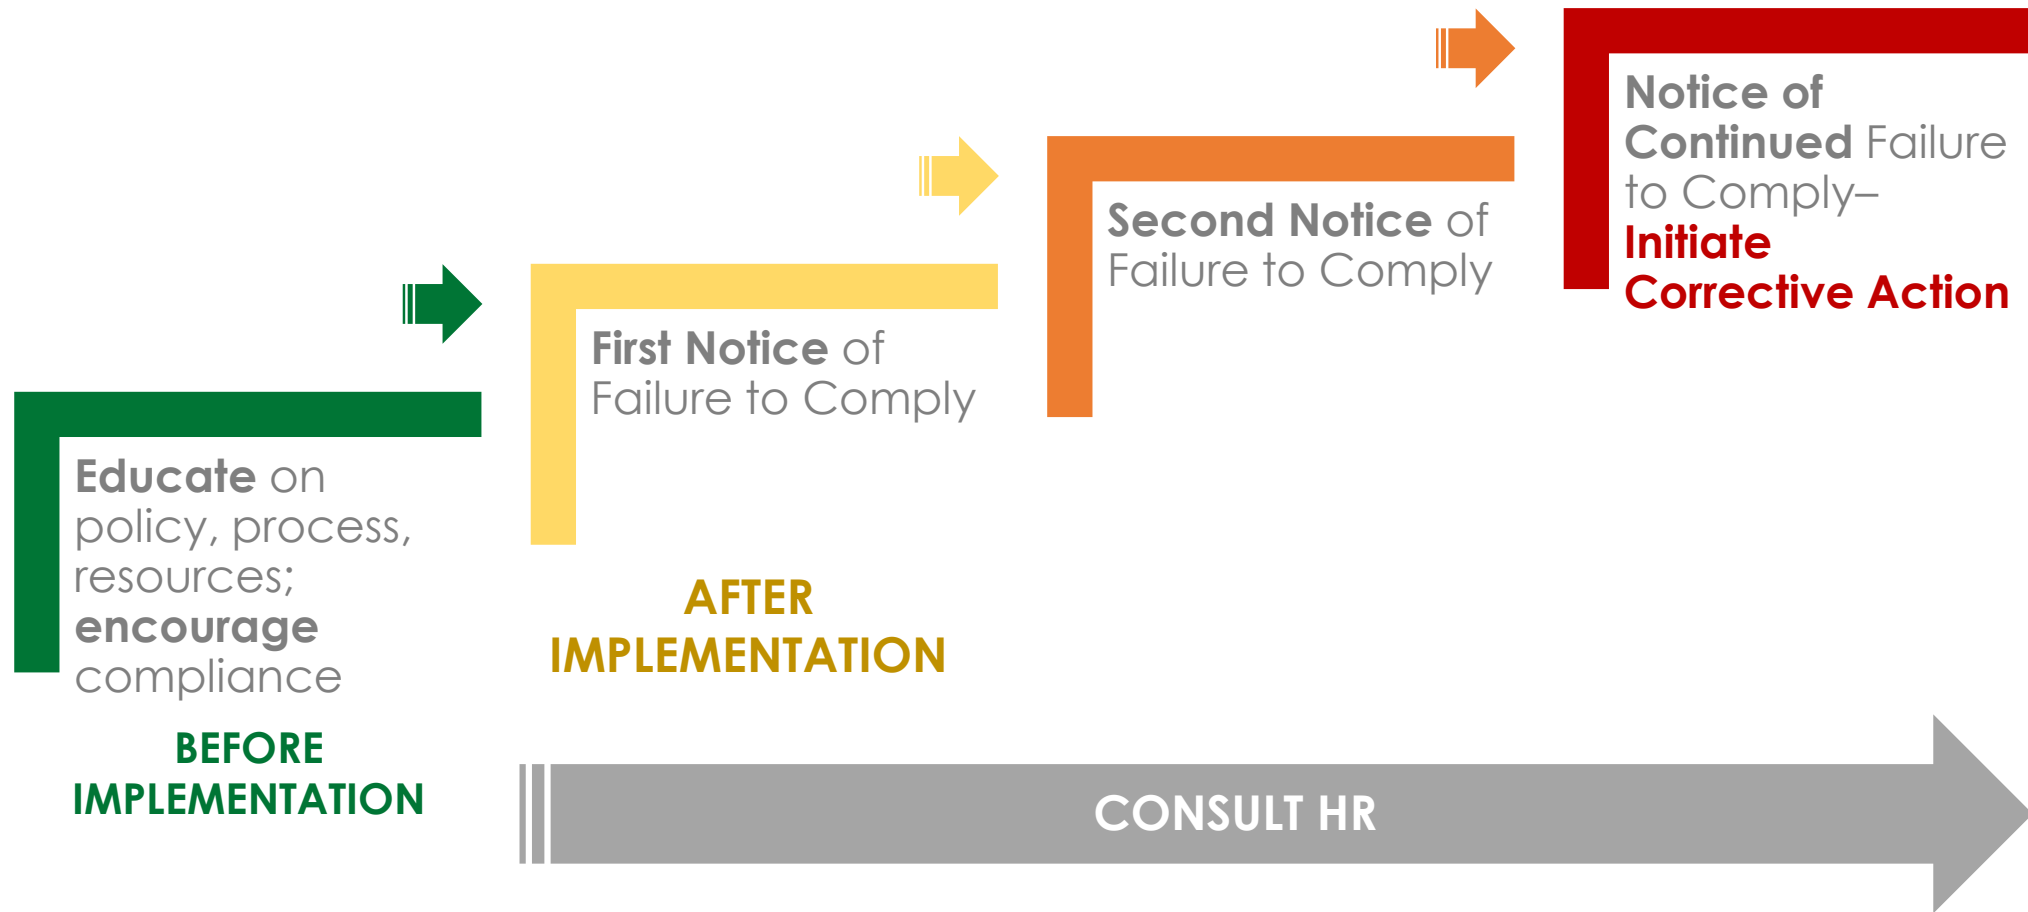 Educate on
policy, process,
resources;
encourage
compliance
BEFORE
IMPLEMENTATION
First Notice of
Failure to Comply
AFTER
IMPLEMENTATION
Second Notice of
Failure to Comply
Notice of
Continued Failure
to Comply–
Initiate
Corrective Action
CONSULT HR